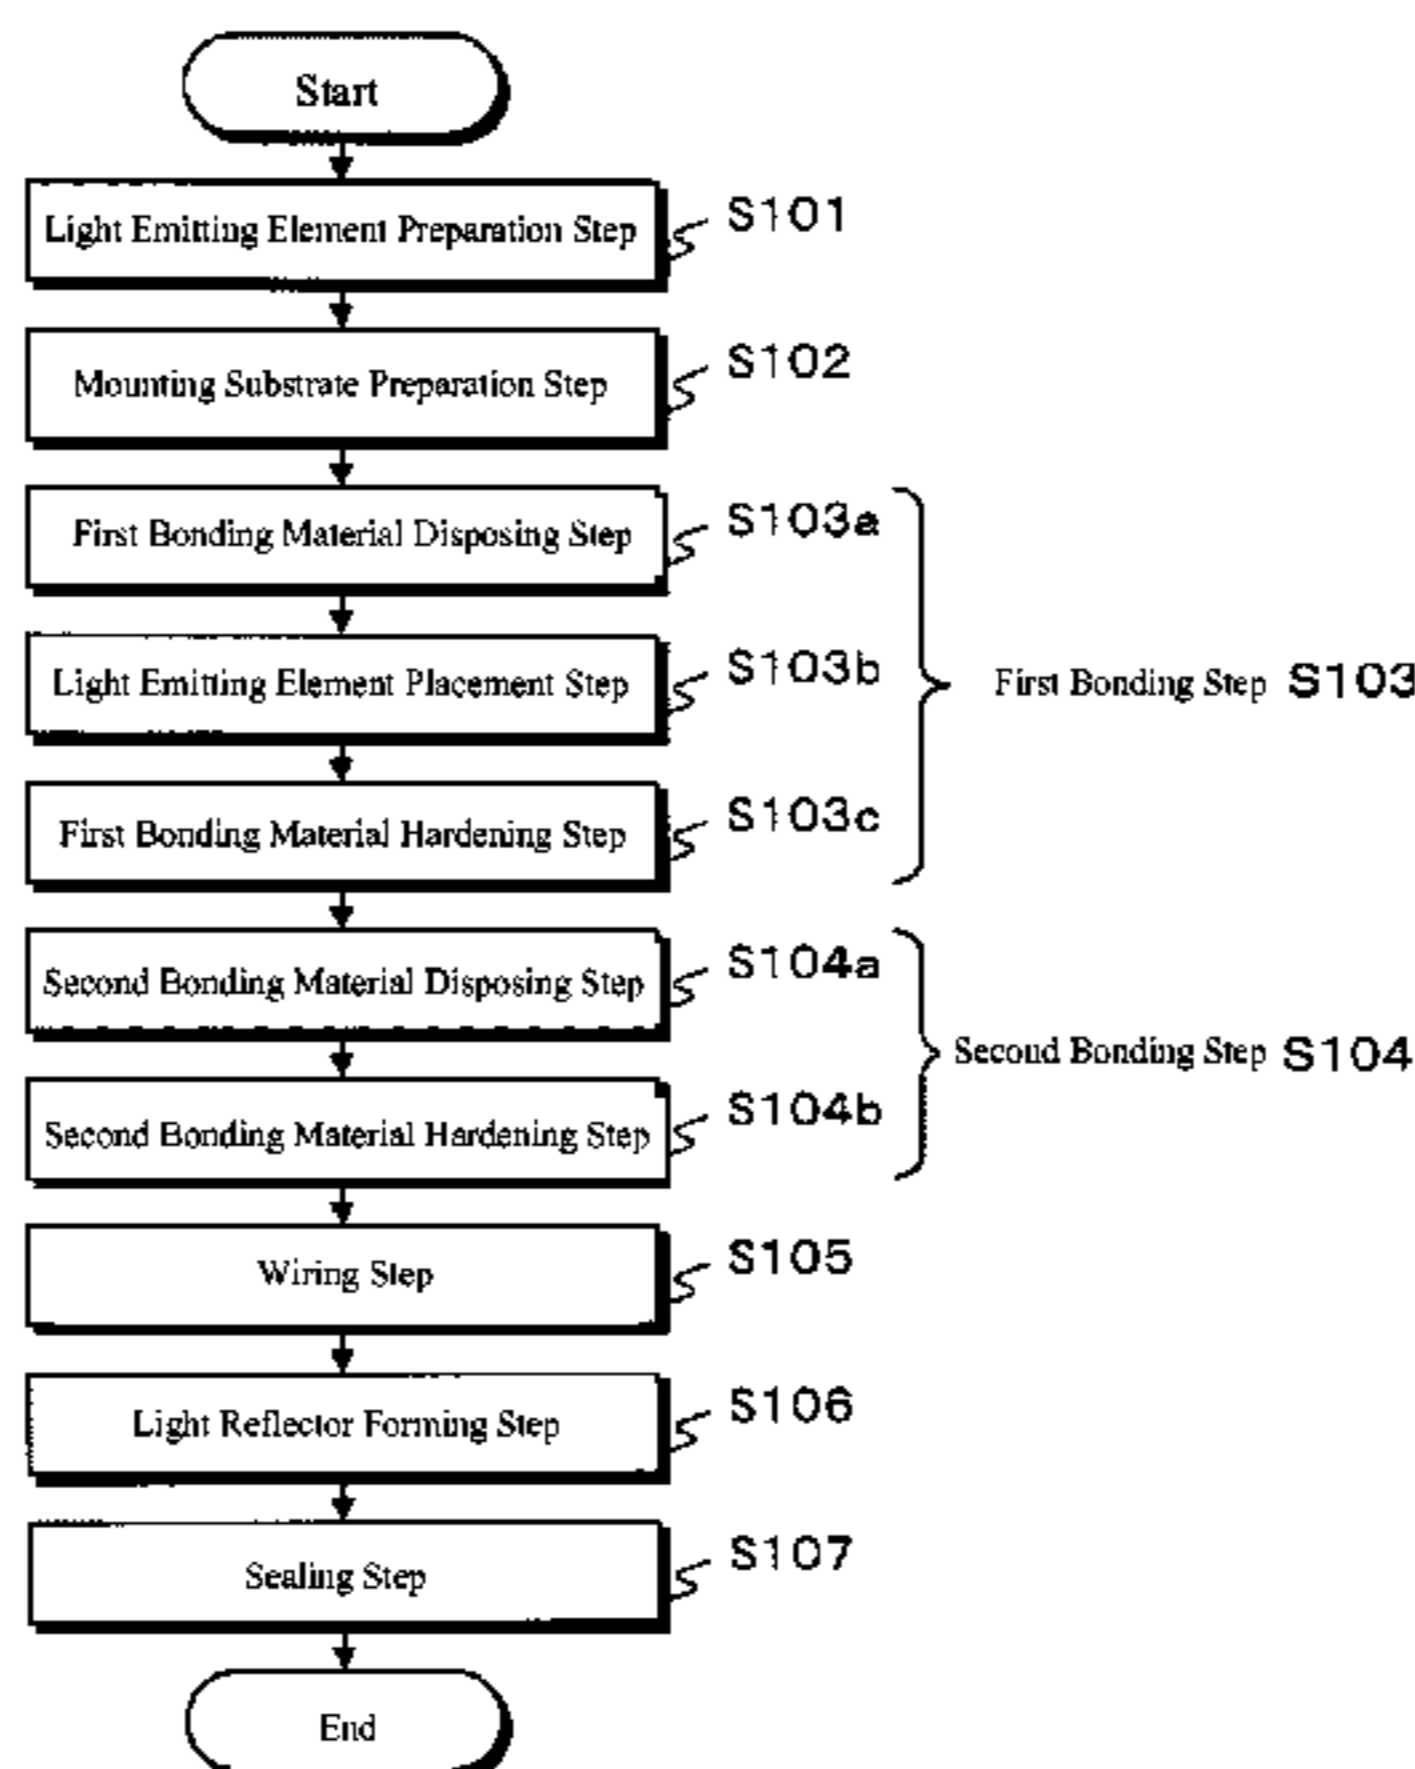 Start
Light Emitting Element Preparation Step
S101
Mounting Substrate Preparation Step
S102
First Bonding Material Disposing Step
S103a
Light Emitting Element Placement Step
S103b
First Bonding Step S103
First Bonding Material Hardening Step
S103c
Second Bonding Material Disposing Step
S104a
Second Bonding Step S104
Second Bonding Material Hardening Step
S104b
Wiring Step
S105
Light Reflector Forming Step
S106
Sealing Step
S107
End